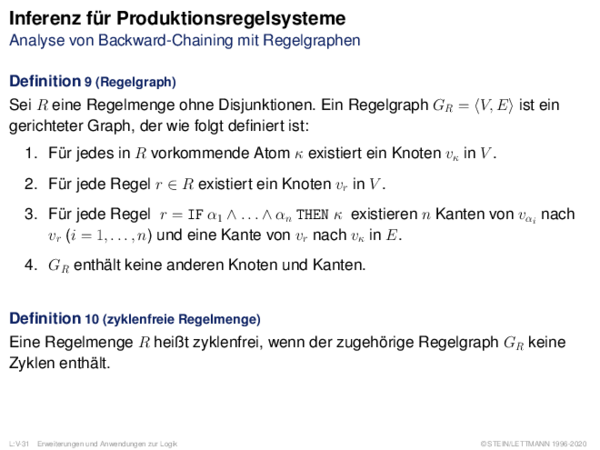 Inferenz für Produktionsregelsysteme
Analyse von Backward-Chaining mit Regelgraphen
Definition 9 (Regelgraph)
Sei R eine Regelmenge ohne Disjunktionen. Ein Regelgraph G_R = ⟨V, E⟩ ist ein
gerichteter Graph, der wie folgt definiert ist:
1. Für jedes in R vorkommende Atom κ existiert ein Knoten v_κ in V.
2. Für jede Regel r ∈ R existiert ein Knoten v_r in V.
3. Für jede Regel r = IF α₁ ∧ … ∧ αₙ THEN κ existieren n Kanten von v_{α_i} nach
v_r (i = 1, …, n) und eine Kante von v_r nach v_κ in E.
4. G_R enthält keine anderen Knoten und Kanten.
Definition 10 (zyklenfreie Regelmenge)
Eine Regelmenge R heißt zyklenfrei, wenn der zugehörige Regelgraph G_R keine
Zyklen enthält.
L:V-31 Erweiterungen und Anwendungen zur Logik ©STEIN/LETTMANN 1996-2020